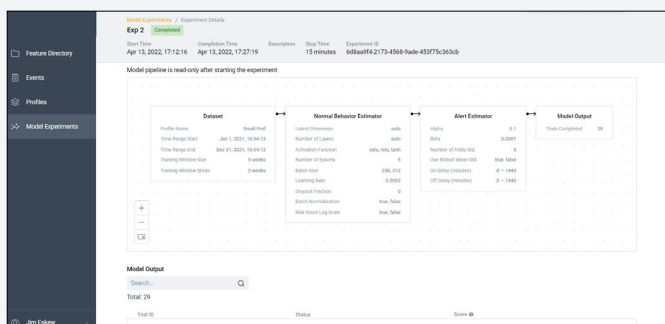 Model Experiments / Experiment Details
Exp 2 Completed
Start Time Completion Time Description Stop Time Experiment ID
Apr 13, 2022, 17:12:16 Apr 13, 2022, 17:27:19 15 minutes 6d8aa9f4-2173-4568-9ade-453f75c363cb
Feature Directory
Events
Profiles
Model Experiments
Model pipeline is read-only after starting the experiment
Dataset
Profile Name Small Prof
Time Range Start Jan 1, 2021, 16:54:13
Time Range End Dec 31, 2021, 16:54:13
Training Window Size 5 weeks
Training Window Stride 3 weeks
Normal Behavior Estimator
Latent Dimension auto
Number of Layers auto
Activation Function selu, relu, tanh
Number of Epochs 5
Batch Size 256, 512
Learning Rate 0.0003
Dropout Fraction 0
Batch Normalization true, false
Risk Score Log Scale true, false
Alert Estimator
Alpha 0.1
Beta 0.0001
Number of Folds Std.
Use Robust Mean Std. true, false
On Delay (minutes) 0 – 1440
Off Delay (minutes) 0 – 1440
Model Output
Trials Completed 28
Model Output
Search...
Total: 29
Trial ID Status Score
Jim Eskew